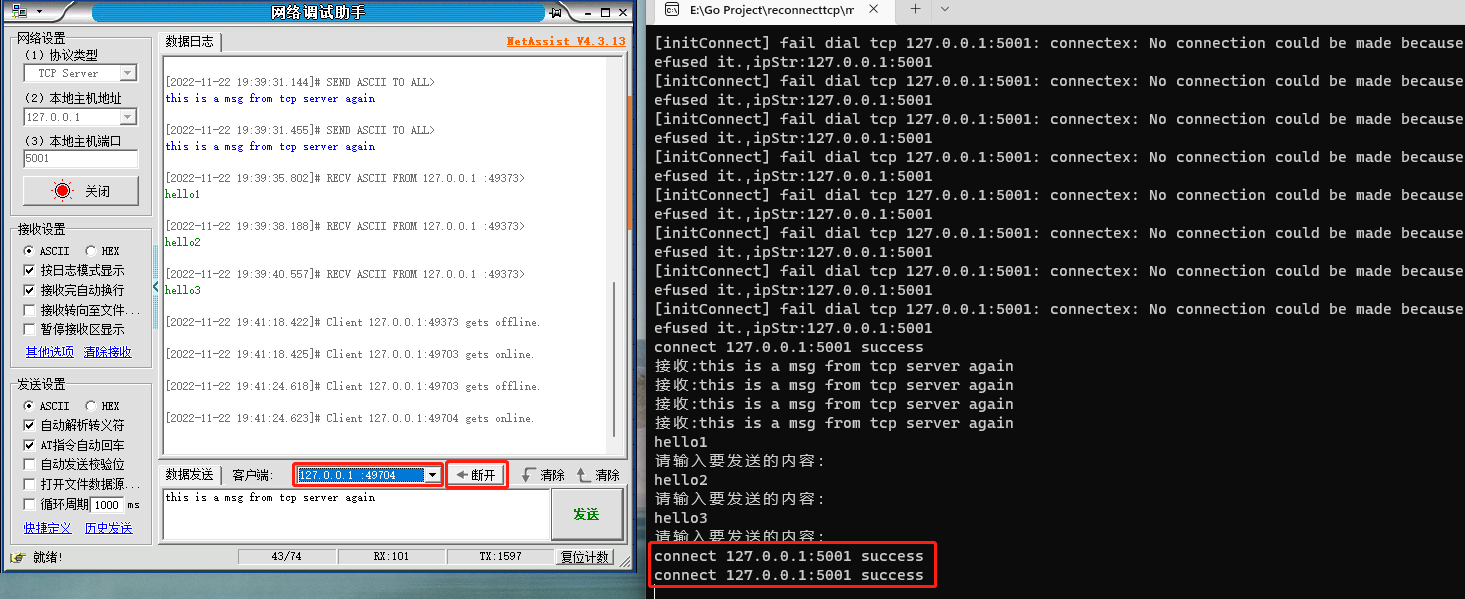 网络调试助手
网络设置
(1) 协议类型
TCP Server
(2) 本地主机地址
127.0.0.1
(3) 本地主机端口
5001
关闭
接收设置
ASCII HEX
按日志模式显示
接收完自动换行
接收转向至文件...
暂停接收区显示
其他选项 清除接收
发送设置
ASCII HEX
自动解析转义符
AT指令自动回车
自动发送校验位
打开文件数据源...
循环周期 1000 ms
快捷定义 历史发送
就绪!
数据日志
NetAssist V4.3.13
[2022-11-22 19:39:31.144]# SEND ASCII TO ALL>
this is a msg from tcp server again
[2022-11-22 19:39:31.455]# SEND ASCII TO ALL>
this is a msg from tcp server again
[2022-11-22 19:39:35.802]# RECV ASCII FROM 127.0.0.1 :49373>
hello1
[2022-11-22 19:39:38.188]# RECV ASCII FROM 127.0.0.1 :49373>
hello2
[2022-11-22 19:39:40.557]# RECV ASCII FROM 127.0.0.1 :49373>
hello3
[2022-11-22 19:41:18.422]# Client 127.0.0.1:49373 gets offline.
[2022-11-22 19:41:18.425]# Client 127.0.0.1:49703 gets online.
[2022-11-22 19:41:24.618]# Client 127.0.0.1:49703 gets offline.
[2022-11-22 19:41:24.623]# Client 127.0.0.1:49704 gets online.
数据发送 客户端: 127.0.0.1 :49704 断开 清除 清除
this is a msg from tcp server again
发送
43/74 RX:101 TX:1597 复位计数
E:\Go Project\reconnecttcp\m
[initConnect] fail dial tcp 127.0.0.1:5001: connectex: No connection could be made because
efused it.,ipStr:127.0.0.1:5001
[initConnect] fail dial tcp 127.0.0.1:5001: connectex: No connection could be made because
efused it.,ipStr:127.0.0.1:5001
[initConnect] fail dial tcp 127.0.0.1:5001: connectex: No connection could be made because
efused it.,ipStr:127.0.0.1:5001
[initConnect] fail dial tcp 127.0.0.1:5001: connectex: No connection could be made because
efused it.,ipStr:127.0.0.1:5001
[initConnect] fail dial tcp 127.0.0.1:5001: connectex: No connection could be made because
efused it.,ipStr:127.0.0.1:5001
[initConnect] fail dial tcp 127.0.0.1:5001: connectex: No connection could be made because
efused it.,ipStr:127.0.0.1:5001
[initConnect] fail dial tcp 127.0.0.1:5001: connectex: No connection could be made because
efused it.,ipStr:127.0.0.1:5001
[initConnect] fail dial tcp 127.0.0.1:5001: connectex: No connection could be made because
efused it.,ipStr:127.0.0.1:5001
connect 127.0.0.1:5001 success
接收:this is a msg from tcp server again
接收:this is a msg from tcp server again
接收:this is a msg from tcp server again
接收:this is a msg from tcp server again
hello1
请输入要发送的内容:
hello2
请输入要发送的内容:
hello3
请输入要发送的内容:
connect 127.0.0.1:5001 success
connect 127.0.0.1:5001 success